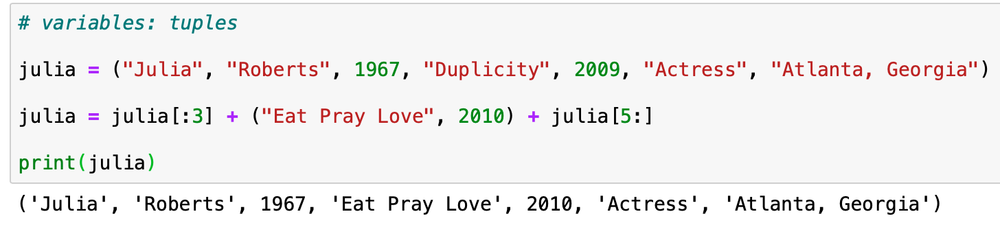 # variables: tuples
julia = ("Julia", "Roberts", 1967, "Duplicity", 2009, "Actress", "Atlanta, Georgia")
julia = julia[:3] + ("Eat Pray Love", 2010) + julia[5:]
print(julia)
('Julia', 'Roberts', 1967, 'Eat Pray Love', 2010, 'Actress', 'Atlanta, Georgia')